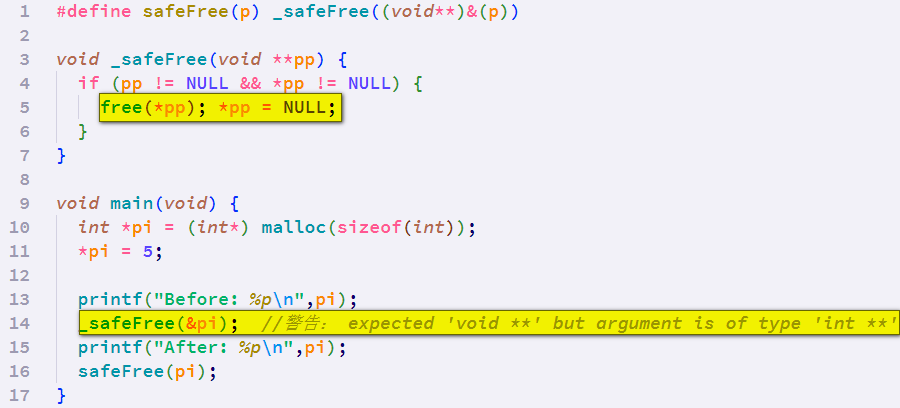 1 #define safeFree(p) _safeFree((void**)&(p))
2
3 void _safeFree(void **pp) {
4 if (pp != NULL && *pp != NULL) {
5 free(*pp); *pp = NULL;
6 }
7 }
8
9 void main(void) {
10 int *pi = (int*) malloc(sizeof(int));
11 *pi = 5;
12
13 printf("Before: %p\n",pi);
14 _safeFree(&pi); //警告: expected 'void **' but argument is of type 'int **'
15 printf("After: %p\n",pi);
16 safeFree(pi);
17 }